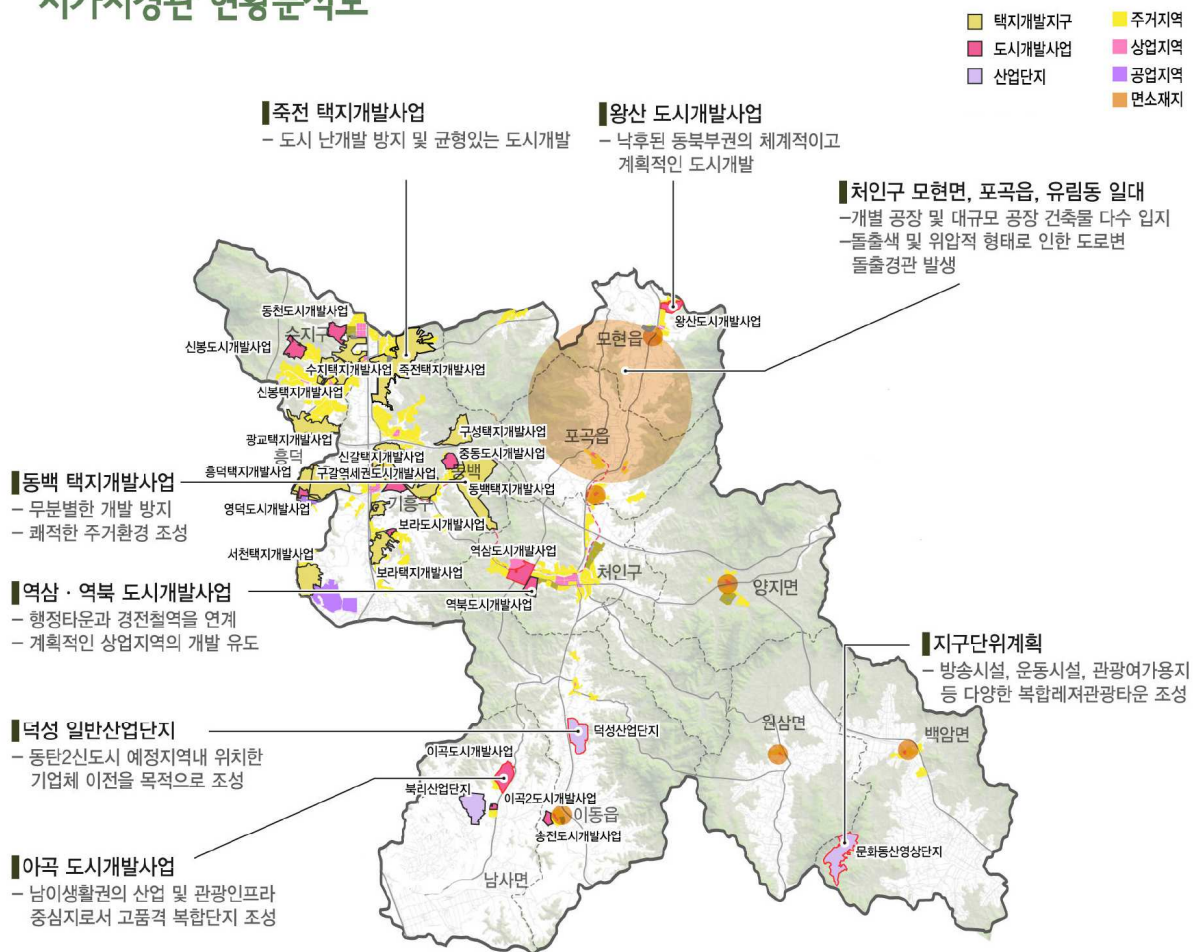 시가지경관 현황분석도
택지개발지구
도시개발사업
산업단지
주거지역
상업지역
공업지역
면소재지
죽전 택지개발사업
– 도시 난개발 방지 및 균형있는 도시개발
왕산 도시개발사업
– 낙후된 동북부권의 체계적이고
계획적인 도시개발
처인구 모현면, 포곡읍, 유림동 일대
–개별 공장 및 대규모 공장 건축물 다수 입지
–돌출색 및 위압적 형태로 인한 도로변
돌출경관 발생
동천도시개발사업
수지구
신봉도시개발사업
수지택지개발사업
죽전택지개발사업
신봉택지개발사업
왕산도시개발사업
모현읍
광교택지개발사업
흥덕
구성택지개발사업
포곡읍
신갈택지개발사업
중동도시개발사업
흥덕택지개발사업
구갈역세권도시개발사업
동백
동백택지개발사업
영덕도시개발사업
기흥구
보라도시개발사업
서천택지개발사업
보라택지개발사업
역삼도시개발사업
처인구
역북도시개발사업
양지면
동백 택지개발사업
– 무분별한 개발 방지
– 쾌적한 주거환경 조성
역삼 · 역북 도시개발사업
– 행정타운과 경전철역을 연계
– 계획적인 상업지역의 개발 유도
지구단위계획
– 방송시설, 운동시설, 관광여가용지
등 다양한 복합레져관광타운 조성
덕성 일반산업단지
– 동탄2신도시 예정지역내 위치한
기업체 이전을 목적으로 조성
덕성산업단지
원삼면
백암면
이곡도시개발사업
북리산업단지
이곡2도시개발사업
이동읍
송전도시개발사업
문화동산영상단지
남사면
아곡 도시개발사업
– 남이생활권의 산업 및 관광인프라
중심지로서 고품격 복합단지 조성